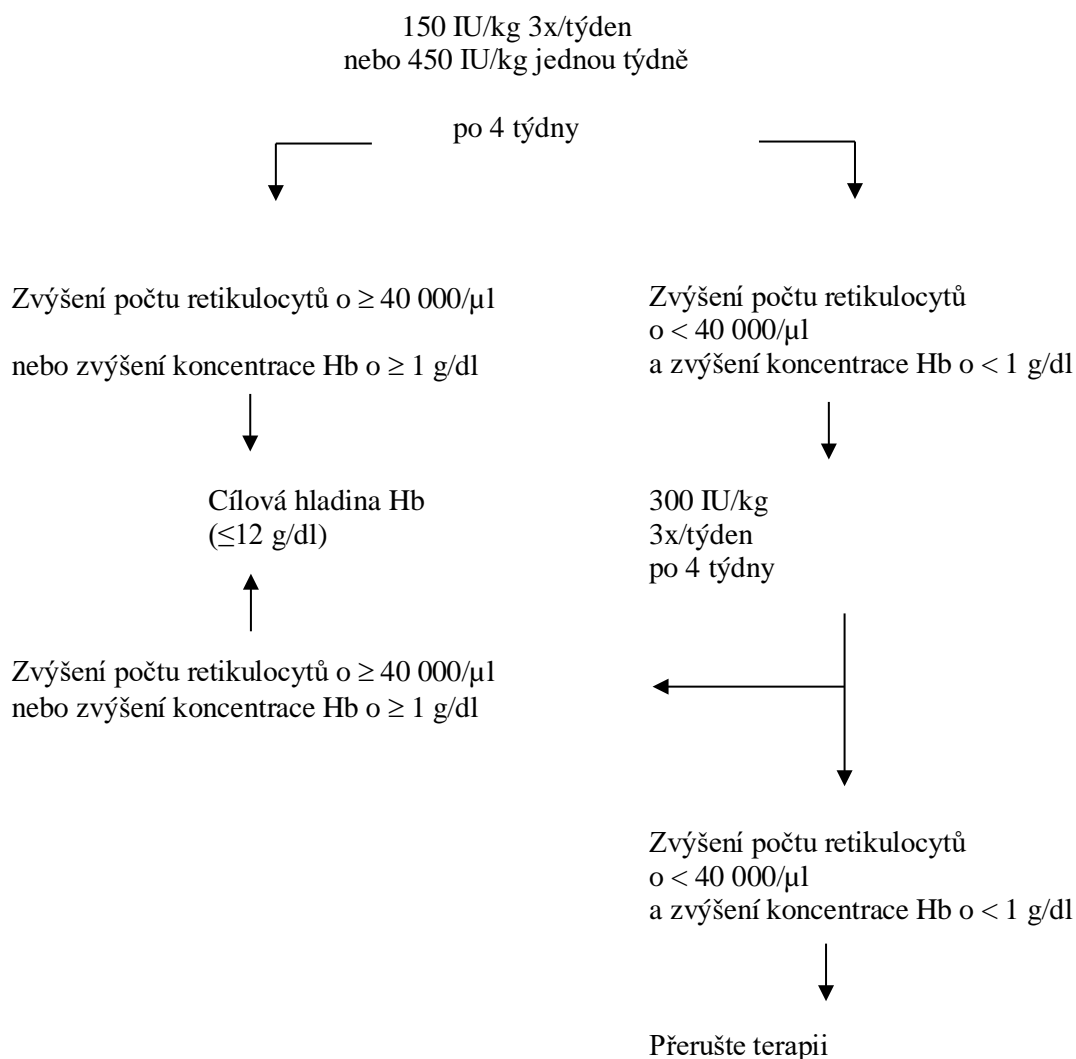 150 IU/kg 3x/týden
nebo 450 IU/kg jednou týdně
po 4 týdny
Zvýšení počtu retikulocytů o ≥ 40 000/µl
nebo zvýšení koncentrace Hb o ≥ 1 g/dl
Zvýšení počtu retikulocytů
o < 40 000/µl
a zvýšení koncentrace Hb o < 1 g/dl
Cílová hladina Hb
(≤12 g/dl)
300 IU/kg
3x/týden
po 4 týdny
Zvýšení počtu retikulocytů o ≥ 40 000/µl
nebo zvýšení koncentrace Hb o ≥ 1 g/dl
Zvýšení počtu retikulocytů
o < 40 000/µl
a zvýšení koncentrace Hb o < 1 g/dl
Přerušte terapii